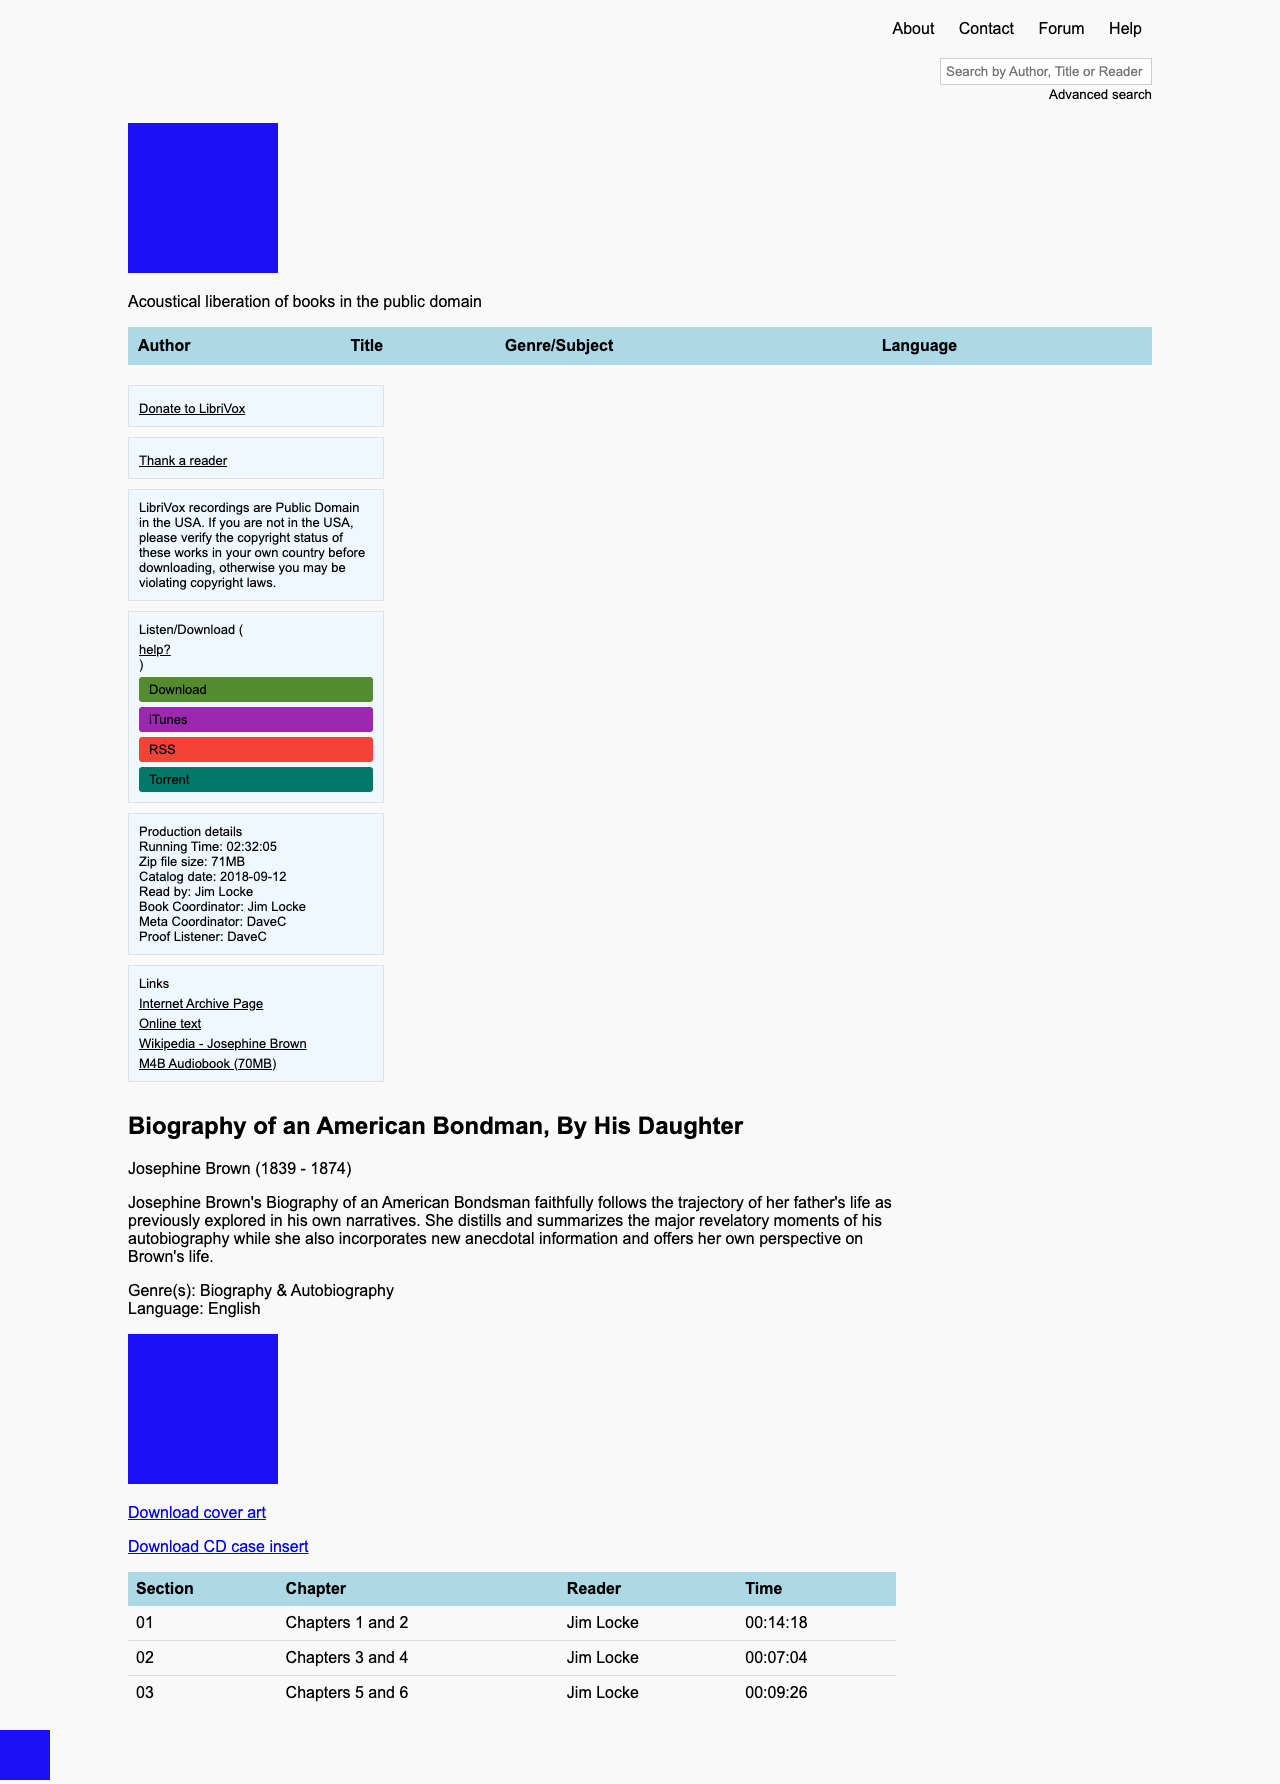 About Contact Forum Help
Search by Author, Title or Reader
Advanced search
Acoustical liberation of books in the public domain
Author Title Genre/Subject Language
Donate to LibriVox
Thank a reader
LibriVox recordings are Public Domain
in the USA. If you are not in the USA,
please verify the copyright status of
these works in your own country before
downloading, otherwise you may be
violating copyright laws.
Listen/Download (
help?
)
Download
iTunes
RSS
Torrent
Production details
Running Time: 02:32:05
Zip file size: 71MB
Catalog date: 2018-09-12
Read by: Jim Locke
Book Coordinator: Jim Locke
Meta Coordinator: DaveC
Proof Listener: DaveC
Links
Internet Archive Page
Online text
Wikipedia - Josephine Brown
M4B Audiobook (70MB)
Biography of an American Bondman, By His Daughter
Josephine Brown (1839 - 1874)
Josephine Brown's Biography of an American Bondsman faithfully follows the trajectory of her father's life as
previously explored in his own narratives. She distills and summarizes the major revelatory moments of his
autobiography while she also incorporates new anecdotal information and offers her own perspective on
Brown's life.
Genre(s): Biography & Autobiography
Language: English
Download cover art
Download CD case insert
Section Chapter Reader Time
01 Chapters 1 and 2 Jim Locke 00:14:18
02 Chapters 3 and 4 Jim Locke 00:07:04
03 Chapters 5 and 6 Jim Locke 00:09:26